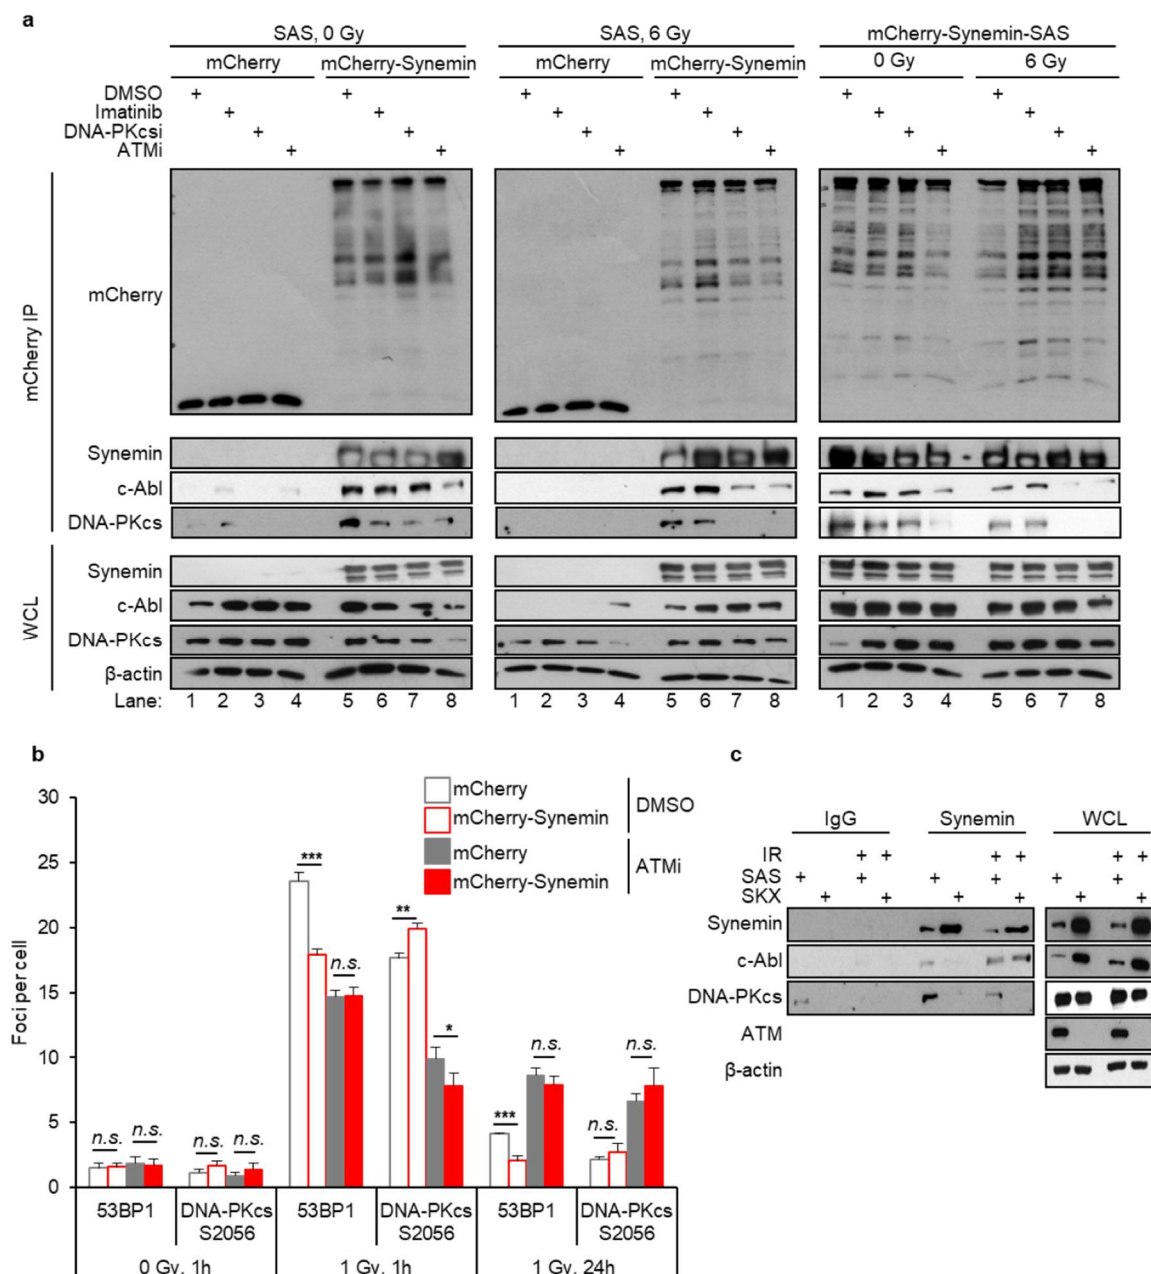 a
SAS, 0 Gy SAS, 6 Gy mCherry-Synemin-SAS
mCherry mCherry-Synemin mCherry mCherry-Synemin 0 Gy 6 Gy
DMSO + + + + + +
Imatinib + + + + + +
DNA-PKcsi + + + + + +
ATMi + + + + + +
mCherry IP
mCherry
Synemin
c-Abl
DNA-PKcs
WCL
Synemin
c-Abl
DNA-PKcs
β-actin
Lane: 1 2 3 4 5 6 7 8 1 2 3 4 5 6 7 8 1 2 3 4 5 6 7 8
b
Foci per cell
30
25
20
15
10
5
0
mCherry
mCherry-Synemin
DMSO
mCherry
mCherry-Synemin
ATMi
n.s. n.s. n.s. n.s. *** n.s. ** * *** n.s. n.s. n.s.
53BP1 DNA-PKcs S2056 53BP1 DNA-PKcs S2056 53BP1 DNA-PKcs S2056
0 Gy, 1h 1 Gy, 1h 1 Gy, 24h
c
IgG Synemin WCL
IR + + + + + +
SAS + + + + + +
SKX + + + + + +
Synemin
c-Abl
DNA-PKcs
ATM
β-actin